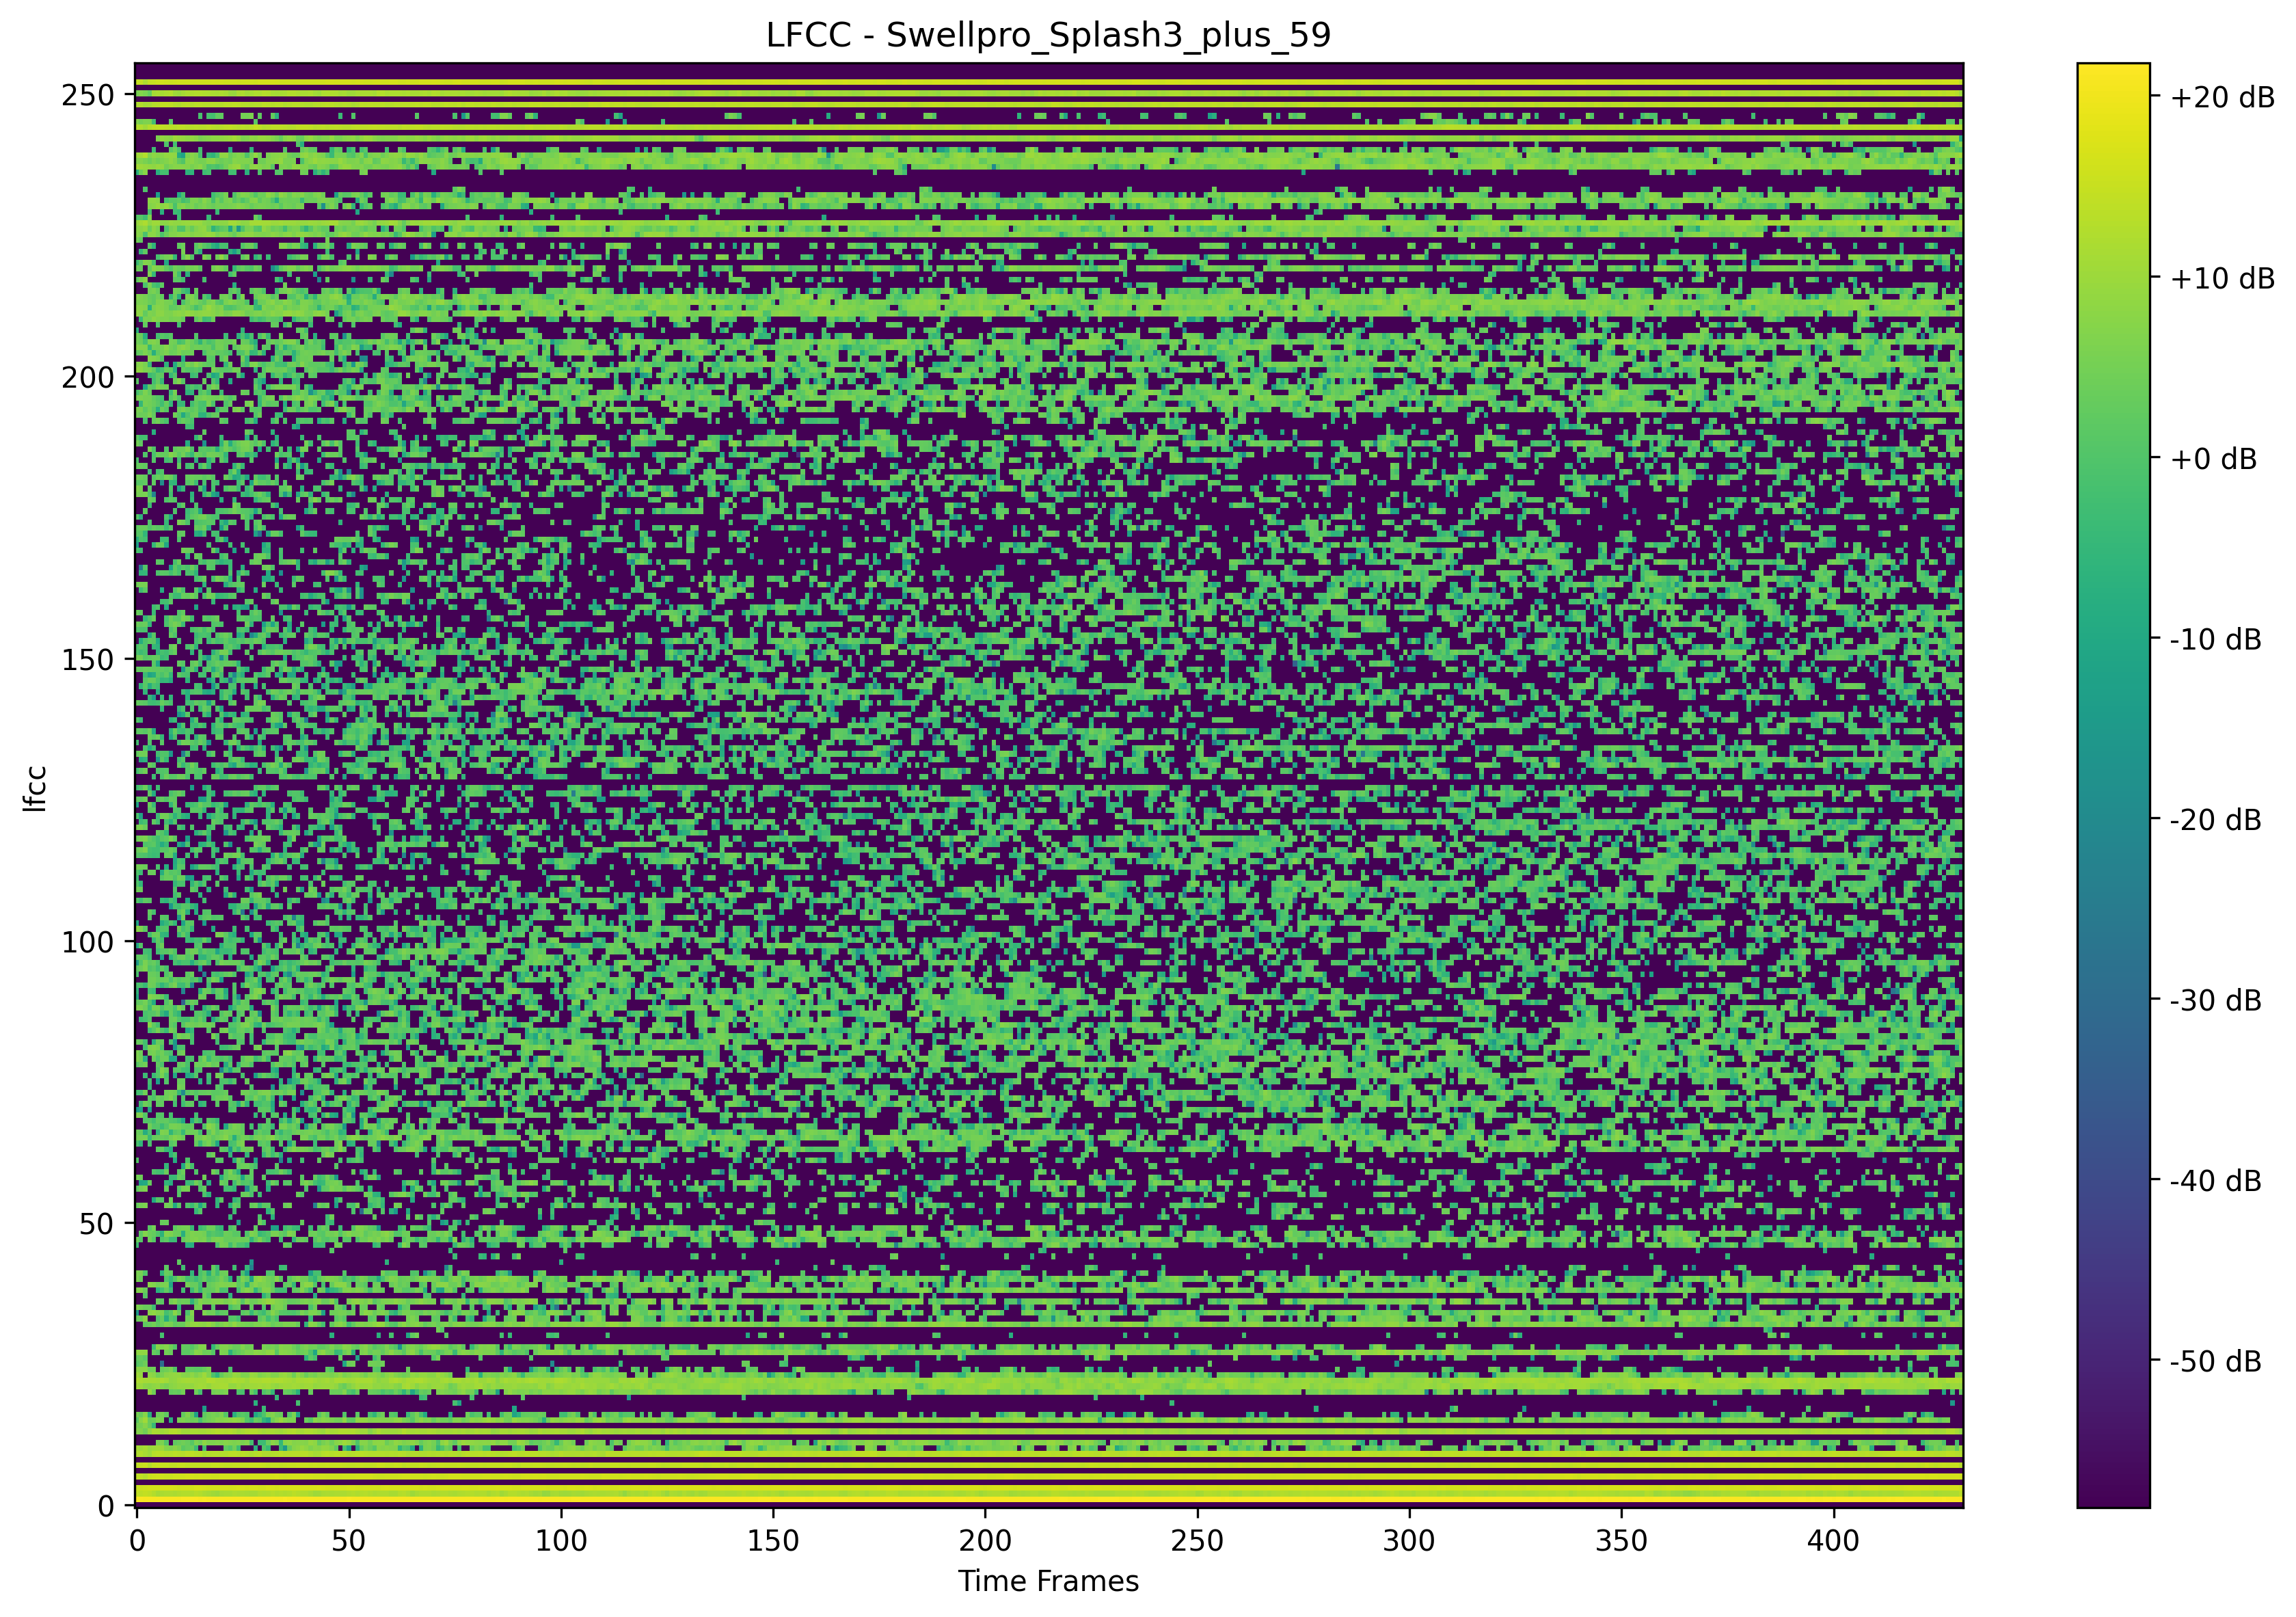 LFCC - Swellpro_Splash3_plus_59
250
200
150
100
50
0
lfcc
0 50 100 150 200 250 300 350 400
Time Frames
+20 dB
+10 dB
+0 dB
-10 dB
-20 dB
-30 dB
-40 dB
-50 dB